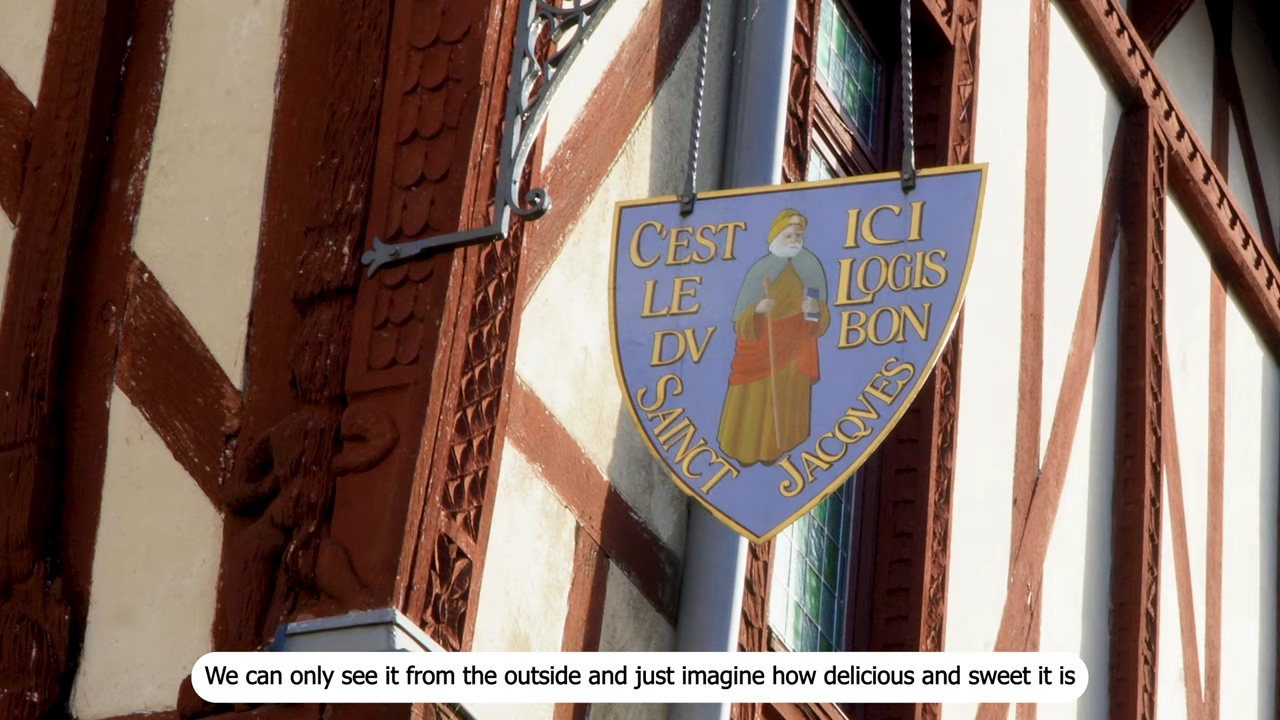 C'EST ICI
LE LOGIS
DV BON
SAINCT JACQVES
We can only see it from the outside and just imagine how delicious and sweet it is